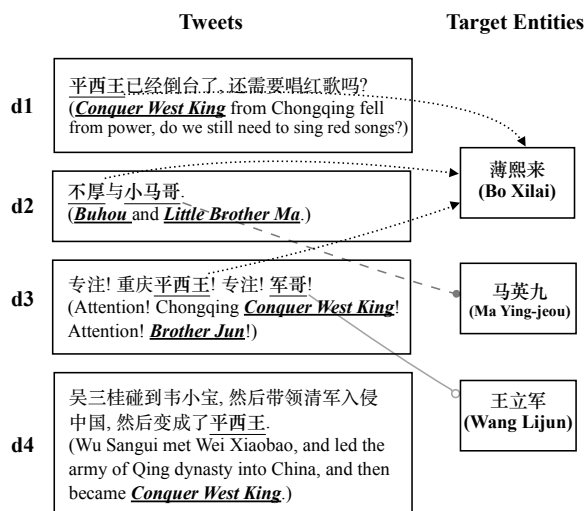 Tweets
Target Entities
d1
平西王已经倒台了, 还需要唱红歌吗?
(Conquer West King from Chongqing fell
from power, do we still need to sing red songs?)
d2
不厚与小马哥.
(Buhou and Little Brother Ma.)
d3
专注! 重庆平西王! 专注! 军哥!
(Attention! Chongqing Conquer West King!
Attention! Brother Jun!)
d4
吴三桂碰到韦小宝, 然后带领清军入侵
中国, 然后变成了平西王.
(Wu Sangui met Wei Xiaobao, and led the
army of Qing dynasty into China, and then
became Conquer West King.)
薄熙来
(Bo Xilai)
马英九
(Ma Ying-jeou)
王立军
(Wang Lijun)